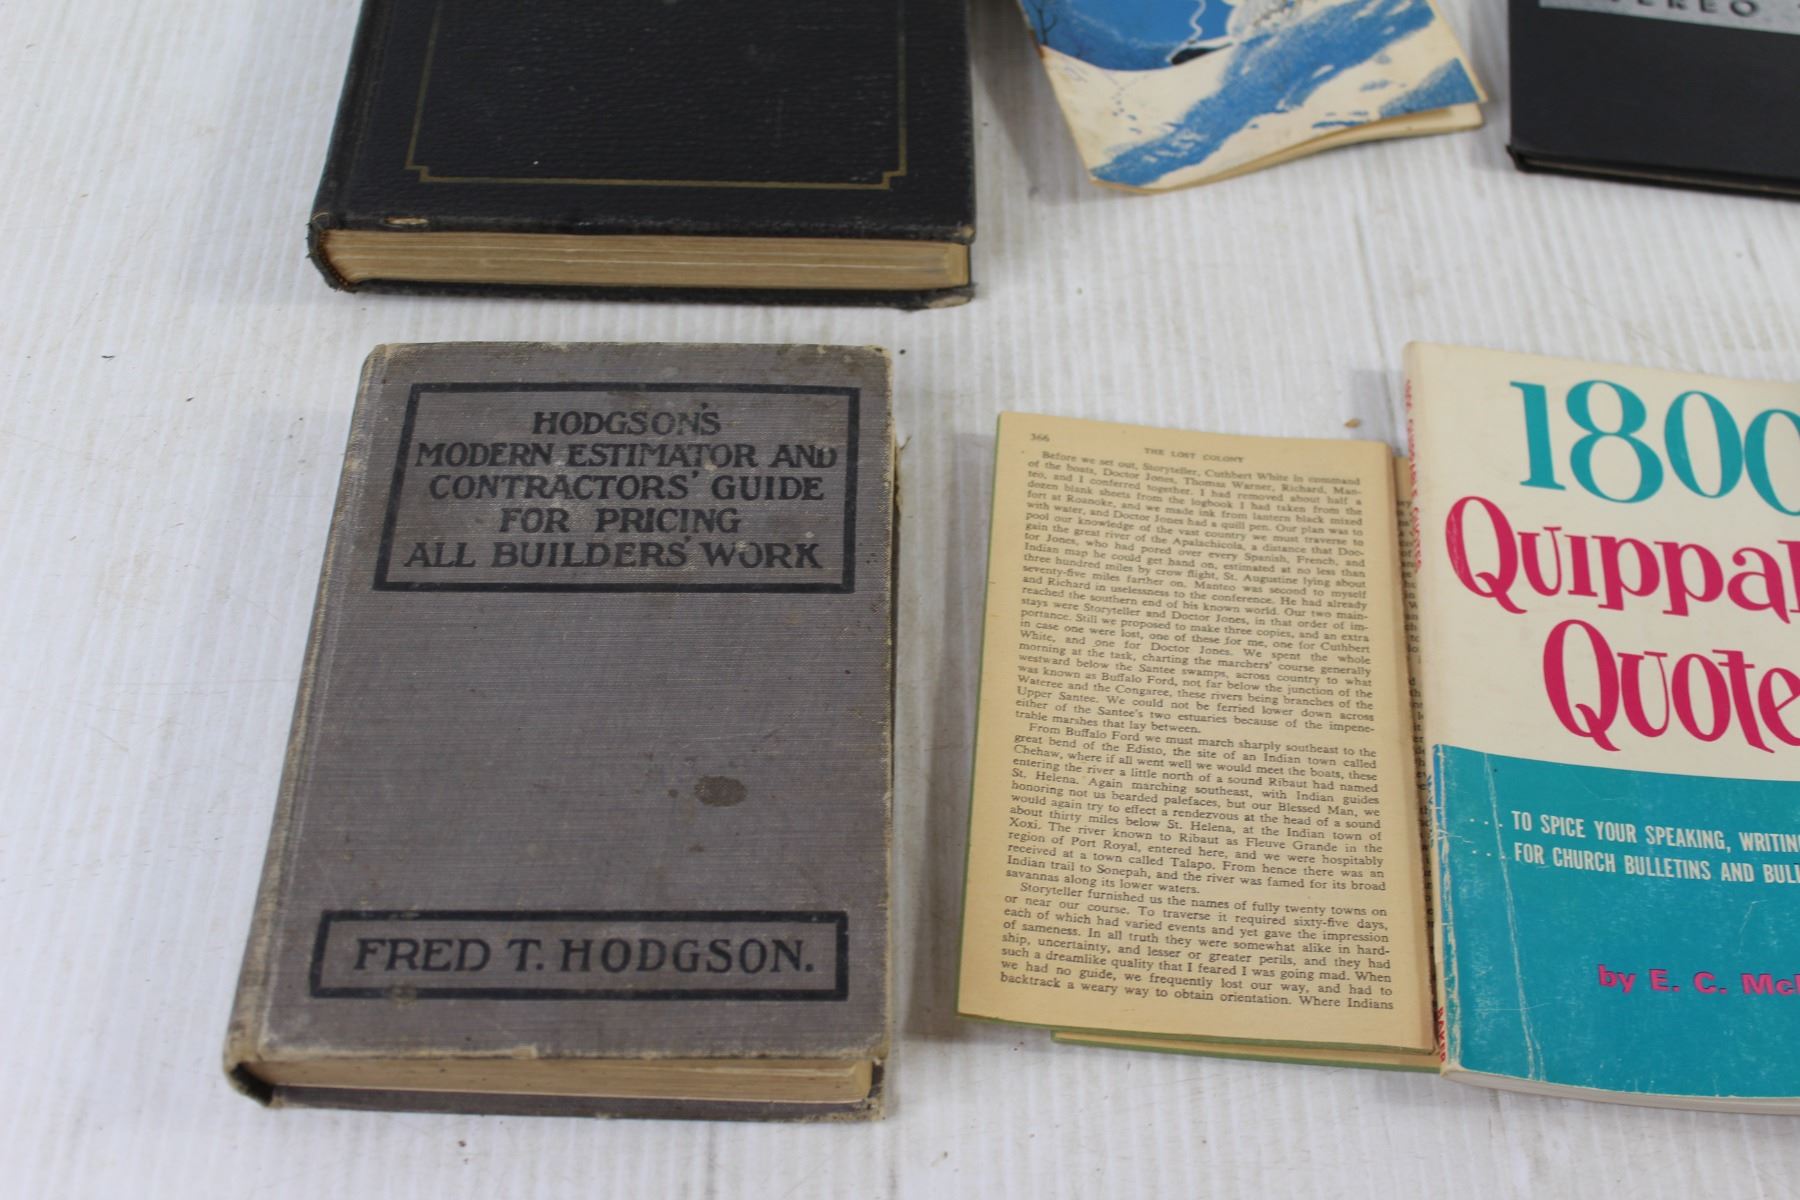 EREO
HODGSON'S
MODERN ESTIMATOR AND
CONTRACTORS' GUIDE
FOR PRICING
ALL BUILDERS' WORK
FRED T. HODGSON.
366
THE LOST COLONY
Before we set out, Storyteller, Cuthbert White in command
of the boats, Doctor Jones, Thomas Warner, Richard, Man-
teo, and I conferred together. I had removed about half a
dozen blank sheets from the logbook I had taken from the
fort at Roanoke, and we made ink from lantern black mixed
with water, and Doctor Jones had a quill pen. Our plan was to
pool our knowledge of the vast country we must traverse to
gain the great river of the Apalachicola, a distance that Doc-
tor Jones, who had pored over every Spanish, French, and
Indian map he could get hand on, estimated at no less than
three hundred miles by crow flight, St. Augustine lying about
seventy-five miles farther on. Manteo was second to myself
and Richard in uselessness to the conference. He had already
reached the southern end of his known world. Our two main-
stays were Storyteller and Doctor Jones, in that order of im-
portance. Still we proposed to make three copies, and an extra
in case one were lost, one of these for me, one for Cuthbert
White, and one for Doctor Jones. We spent the whole
morning at the task, charting the marchers' course generally
westward below the Santee swamps, across country to what
was known as Buffalo Ford, not far below the junction of the
Wateree and the Congaree, these rivers being branches of the
Upper Santee. We could not be ferried lower down across
either of the Santee's two estuaries because of the impene-
trable marshes that lay between.
From Buffalo Ford we must march sharply southeast to the
great bend of the Edisto, the site of an Indian town called
Chehaw, where if all went well we would meet the boats, these
entering the river a little north of a sound Ribaut had named
St. Helena. Again marching southeast, with Indian guides
honoring not us bearded palefaces, but our Blessed Man, we
would again try to effect a rendezvous at the head of a sound
about thirty miles below St. Helena, at the Indian town of
Xoxi. The river known to Ribaut as Fleuve Grande in the
region of Port Royal, entered here, and we were hospitably
received at a town called Talapo. From hence there was an
Indian trail to Sonepah, and the river was famed for its broad
savannas along its lower waters.
Storyteller furnished us the names of fully twenty towns on
or near our course. To traverse it required sixty-five days,
each of which had varied events and yet gave the impression
of sameness. In all truth they were somewhat alike in hard-
ship, uncertainty, and lesser or greater perils, and they had
such a dreamlike quality that I feared I was going mad. When
we had no guide, we frequently lost our way, and had to
backtrack a weary way to obtain orientation. Where Indians
1800
QUIPPAB
QUOTE
.... TO SPICE YOUR SPEAKING, WRITING
.... FOR CHURCH BULLETINS AND BULL
by E. C. Mc